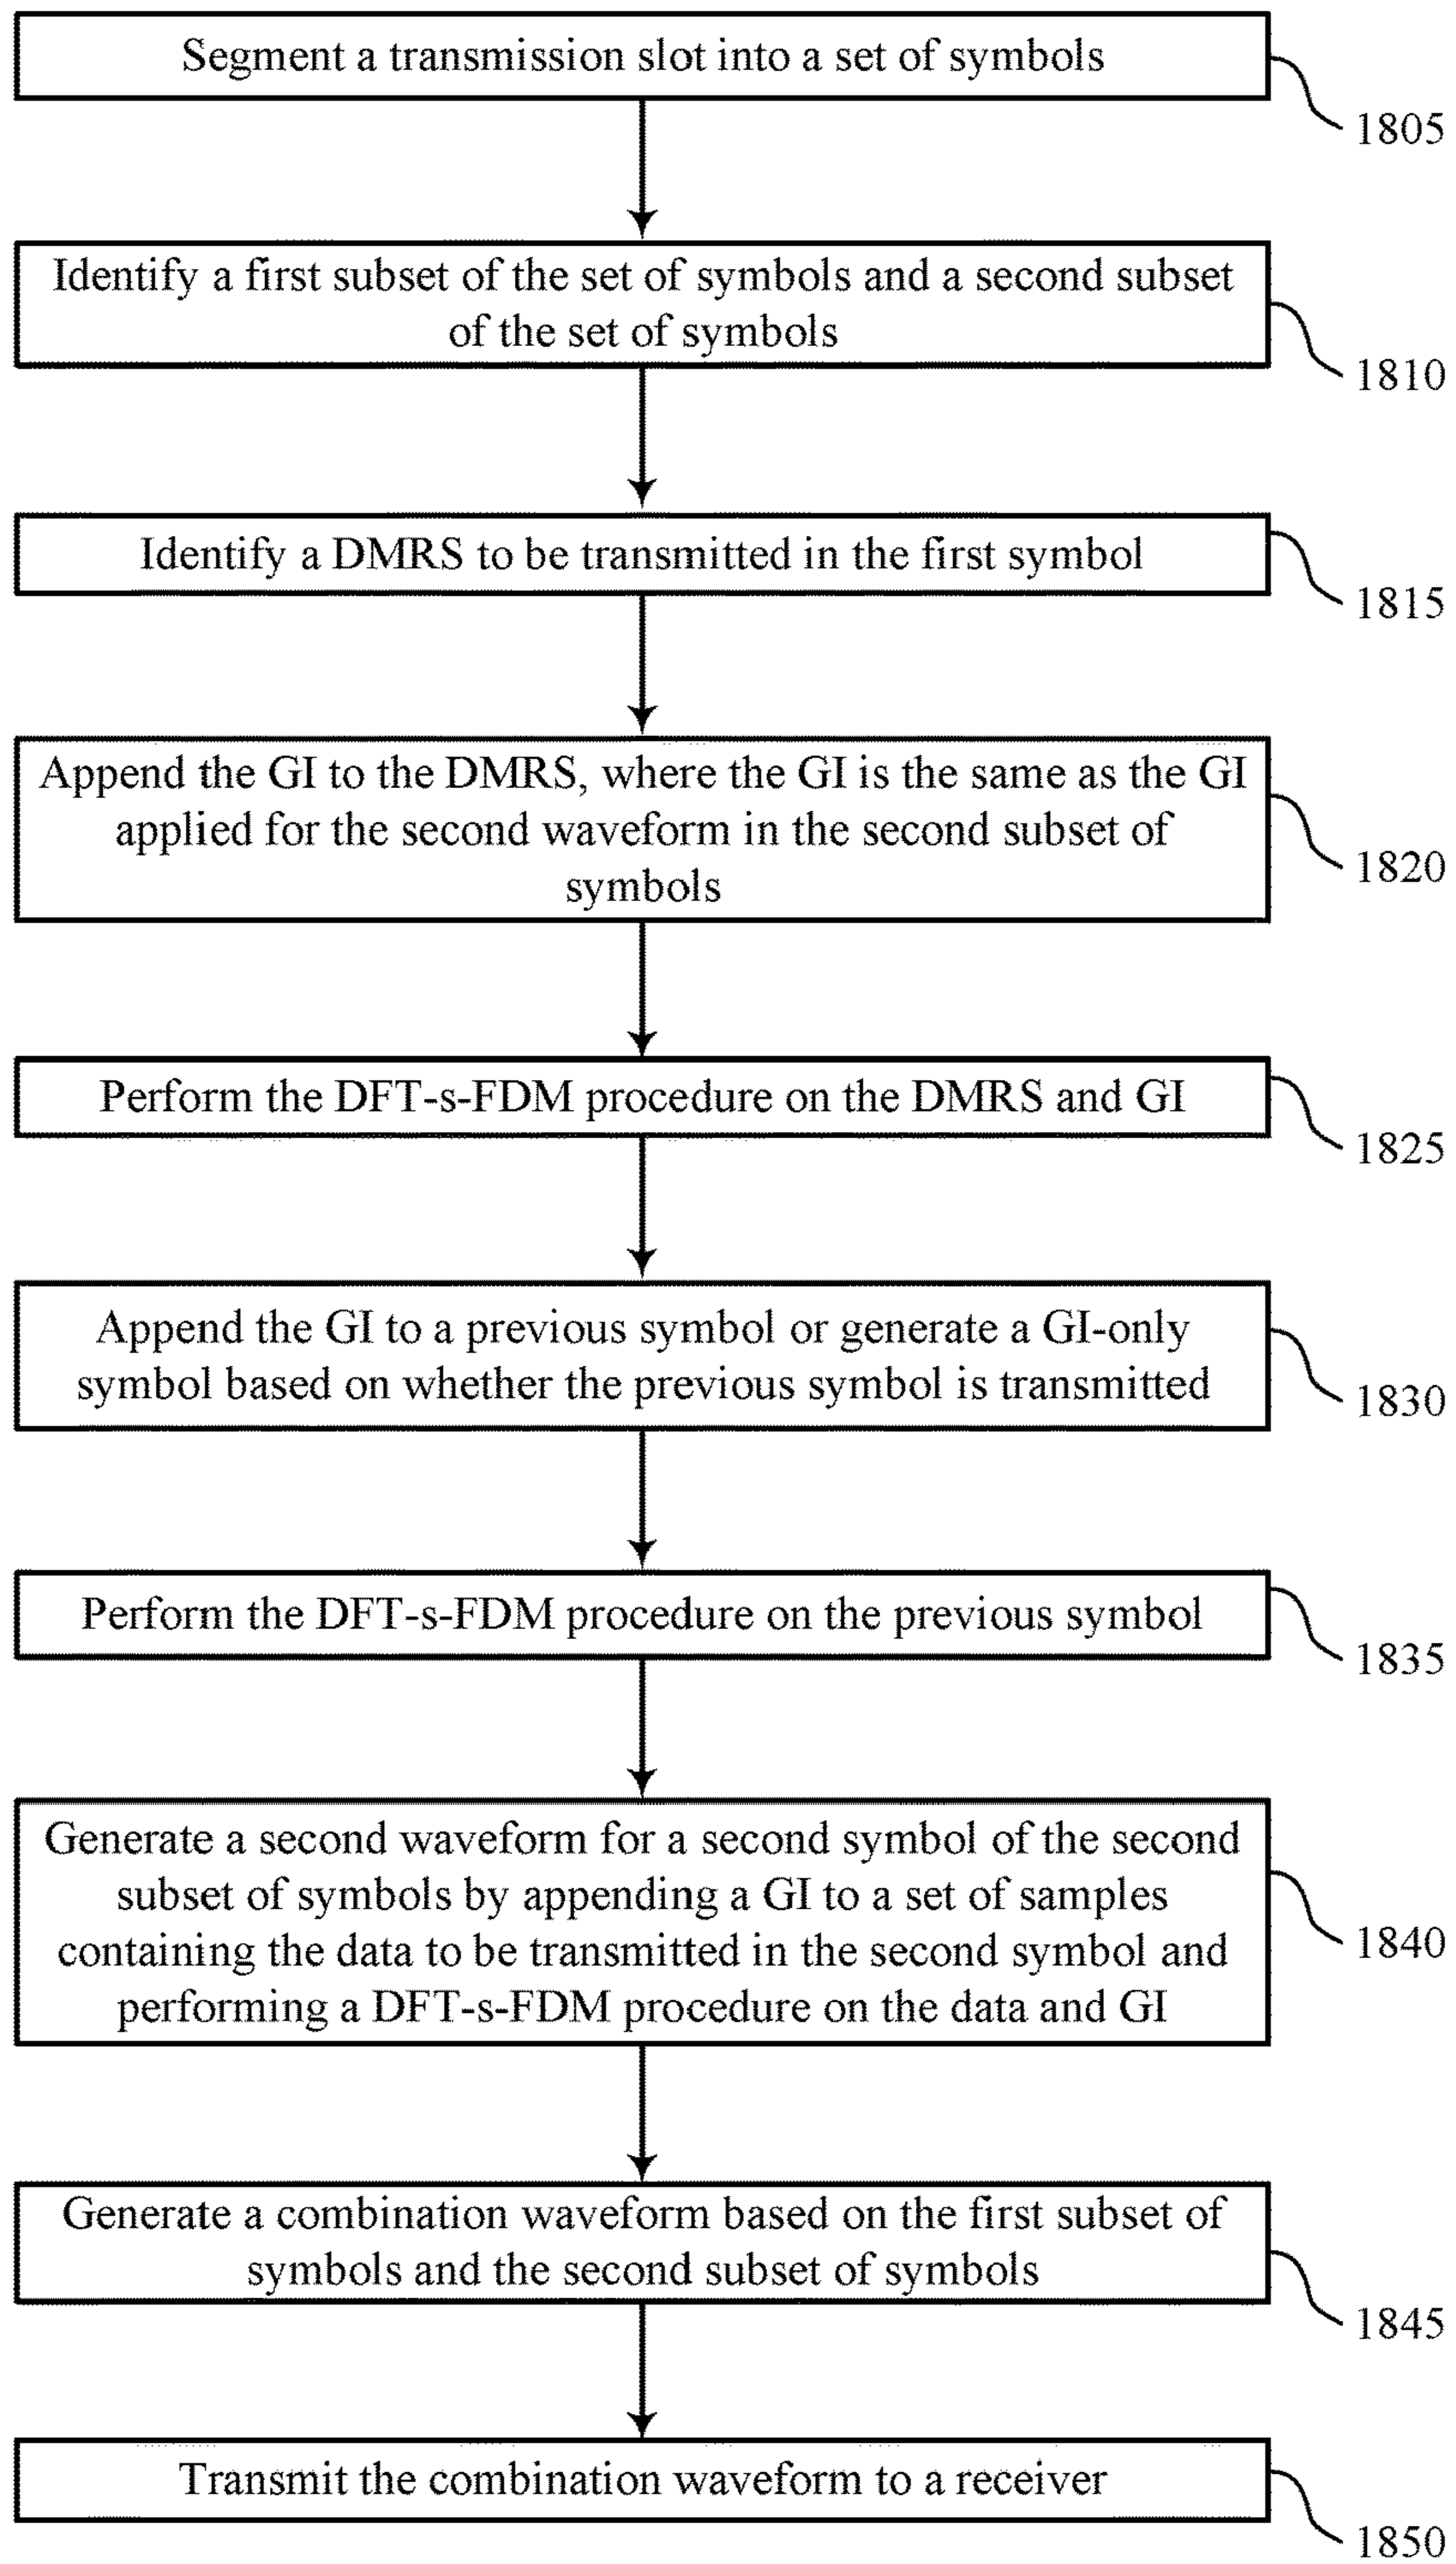 Segment a transmission slot into a set of symbols
1805
Identify a first subset of the set of symbols and a second subset
of the set of symbols
1810
Identify a DMRS to be transmitted in the first symbol
1815
Append the GI to the DMRS, where the GI is the same as the GI
applied for the second waveform in the second subset of
symbols
1820
Perform the DFT-s-FDM procedure on the DMRS and GI
1825
Append the GI to a previous symbol or generate a GI-only
symbol based on whether the previous symbol is transmitted
1830
Perform the DFT-s-FDM procedure on the previous symbol
1835
Generate a second waveform for a second symbol of the second
subset of symbols by appending a GI to a set of samples
containing the data to be transmitted in the second symbol and
performing a DFT-s-FDM procedure on the data and GI
1840
Generate a combination waveform based on the first subset of
symbols and the second subset of symbols
1845
Transmit the combination waveform to a receiver
1850